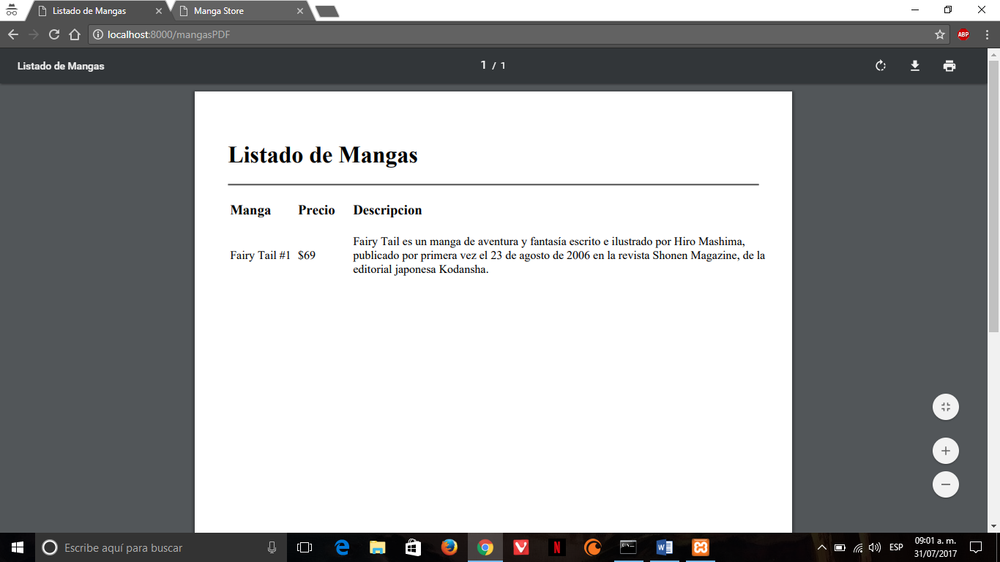 Listado de Mangas
Manga Store
localhost:8000/mangasPDF
ABP
Listado de Mangas
1 / 1
Listado de Mangas
Manga Precio Descripcion
Fairy Tail #1 $69
Fairy Tail es un manga de aventura y fantasía escrito e ilustrado por Hiro Mashima,
publicado por primera vez el 23 de agosto de 2006 en la revista Shonen Magazine, de la
editorial japonesa Kodansha.
Escribe aquí para buscar
ESP
09:01 a. m.
31/07/2017